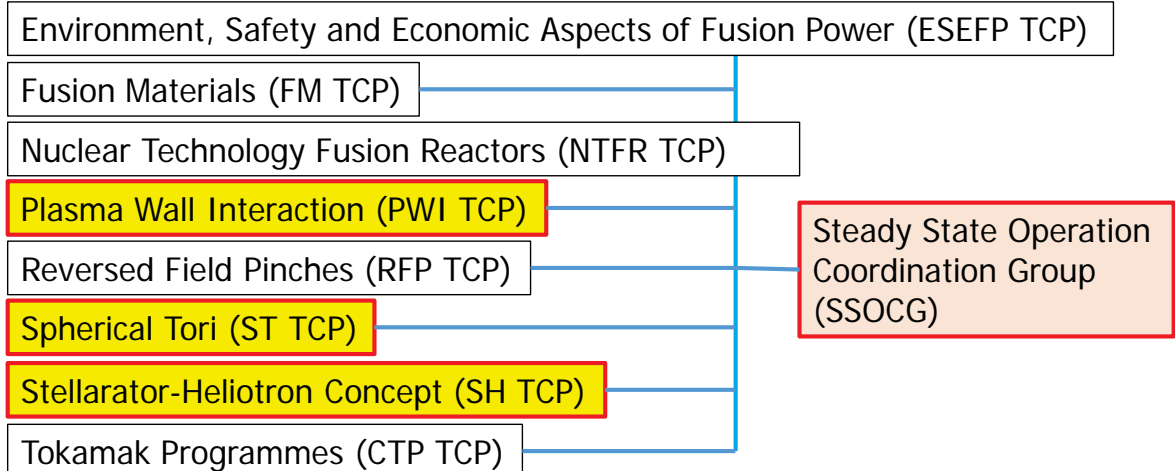 Environment, Safety and Economic Aspects of Fusion Power (ESEFP TCP)
Fusion Materials (FM TCP)
Nuclear Technology Fusion Reactors (NTFR TCP)
Plasma Wall Interaction (PWI TCP)
Reversed Field Pinches (RFP TCP)
Spherical Tori (ST TCP)
Stellarator-Heliotron Concept (SH TCP)
Tokamak Programmes (CTP TCP)
Steady State Operation
Coordination Group
(SSOCG)